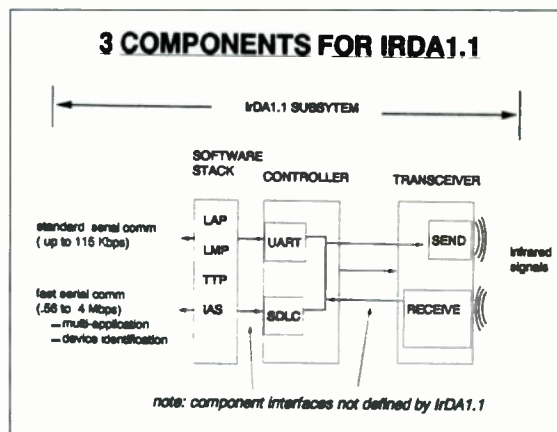 3 COMPONENTS FOR IRDA1.1
IrDA1.1 SUBSYTEM
SOFTWARE
STACK
CONTROLLER
TRANSCEIVER
LAP
LMP
TTP
IAS
UART
SDLC
SEND
RECEIVE
standard serial comm
( up to 115 Kbps)
fast serial comm
(.56 to 4 Mbps)
— multi-application
— device identification
infrared
signals
note: component interfaces not defined by IrDA1.1